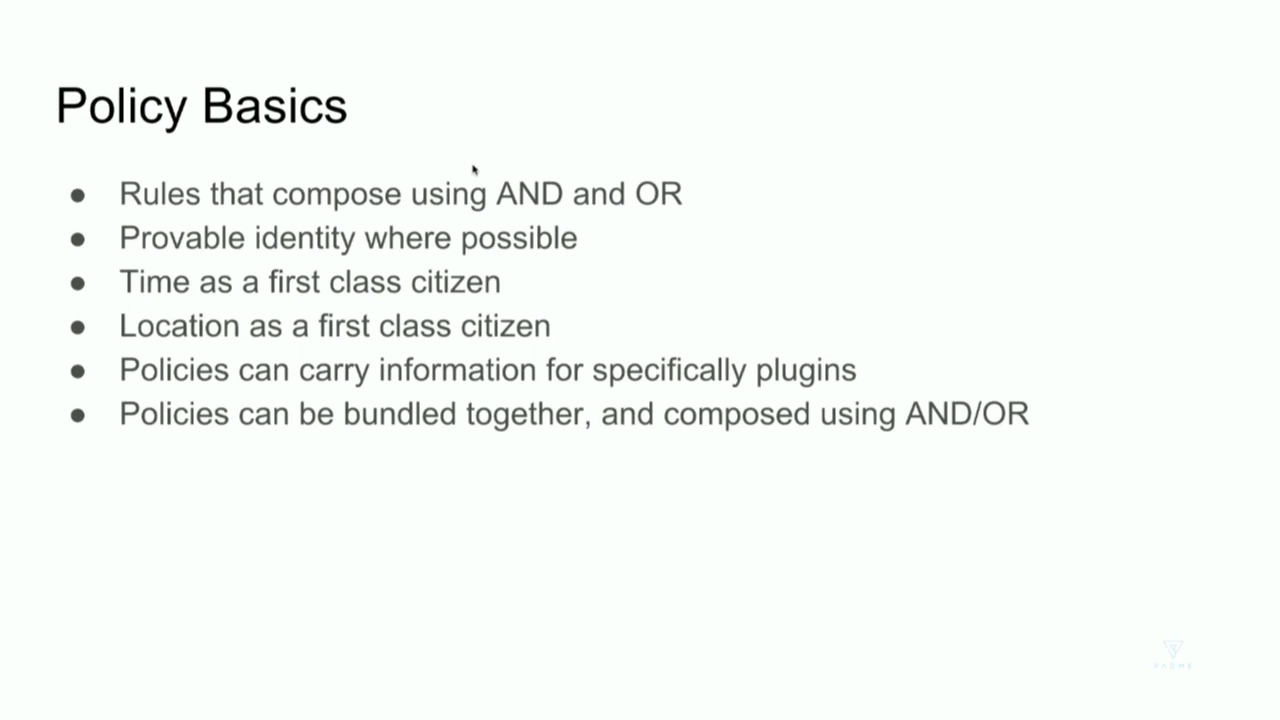 Policy Basics
● Rules that compose using AND and OR
● Provable identity where possible
● Time as a first class citizen
● Location as a first class citizen
● Policies can carry information for specifically plugins
● Policies can be bundled together, and composed using AND/OR
PADME